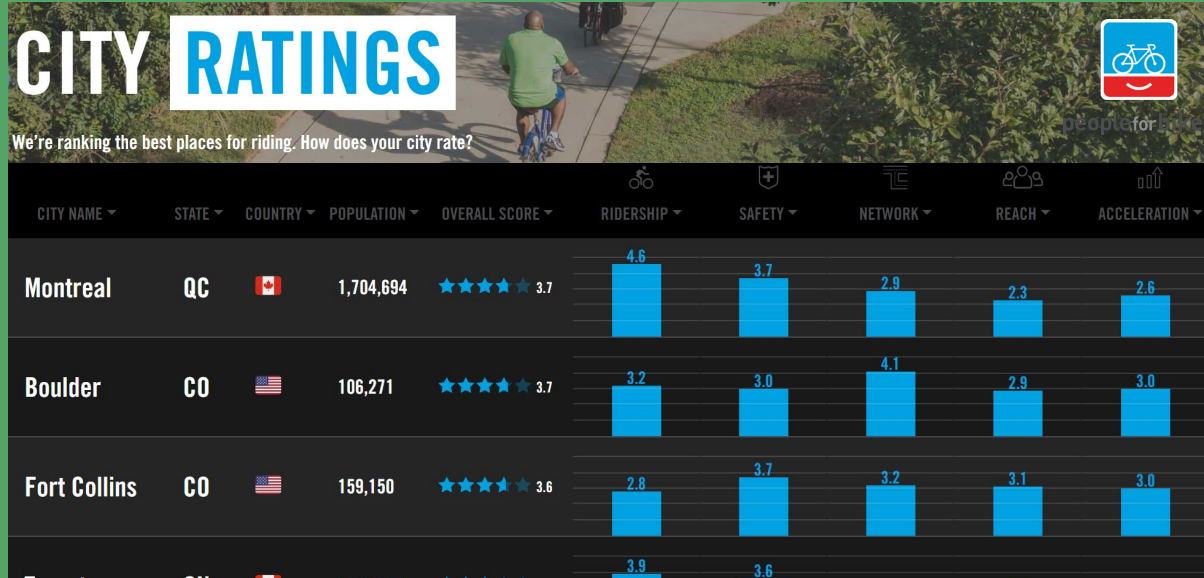 CITY RATINGS
We're ranking the best places for riding. How does your city rate?
peopleforbikes
CITY NAME STATE COUNTRY POPULATION OVERALL SCORE RIDERSHIP SAFETY NETWORK REACH ACCELERATION
Montreal QC 1,704,694 3.7 4.6 3.7 2.9 2.3 2.6
Boulder CO 106,271 3.7 3.2 3.0 4.1 2.9 3.0
Fort Collins CO 159,150 3.6 2.8 3.7 3.2 3.1 3.0
3.9 3.6